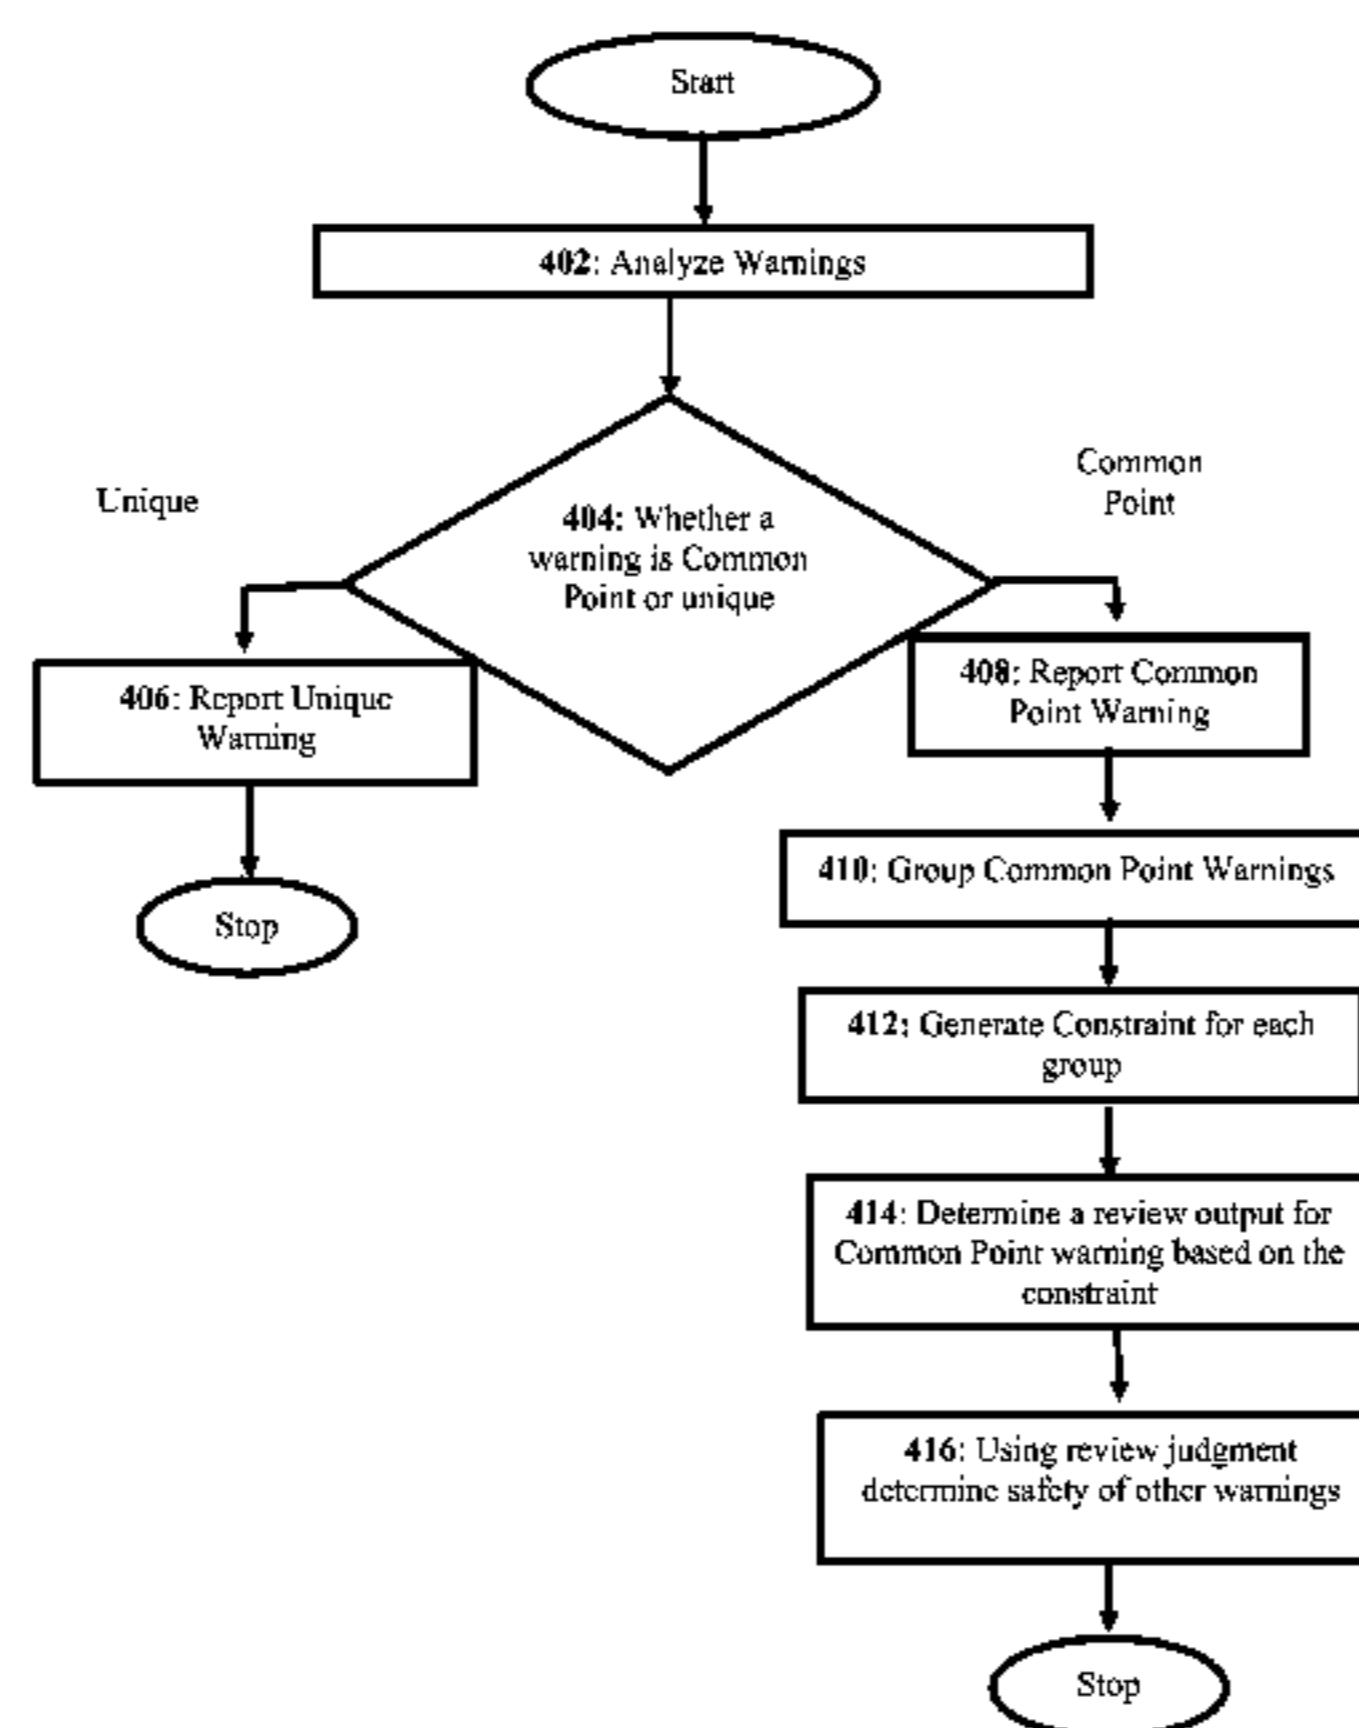 Start
402: Analyze Warnings
Unique
Common
Point
404: Whether a
warning is Common
Point or unique
406: Report Unique
Warning
408: Report Common
Point Warning
Stop
410: Group Common Point Warnings
412: Generate Constraint for each
group
414: Determine a review output for
Common Point warning based on the
constraint
416: Using review judgment
determine safety of other warnings
Stop